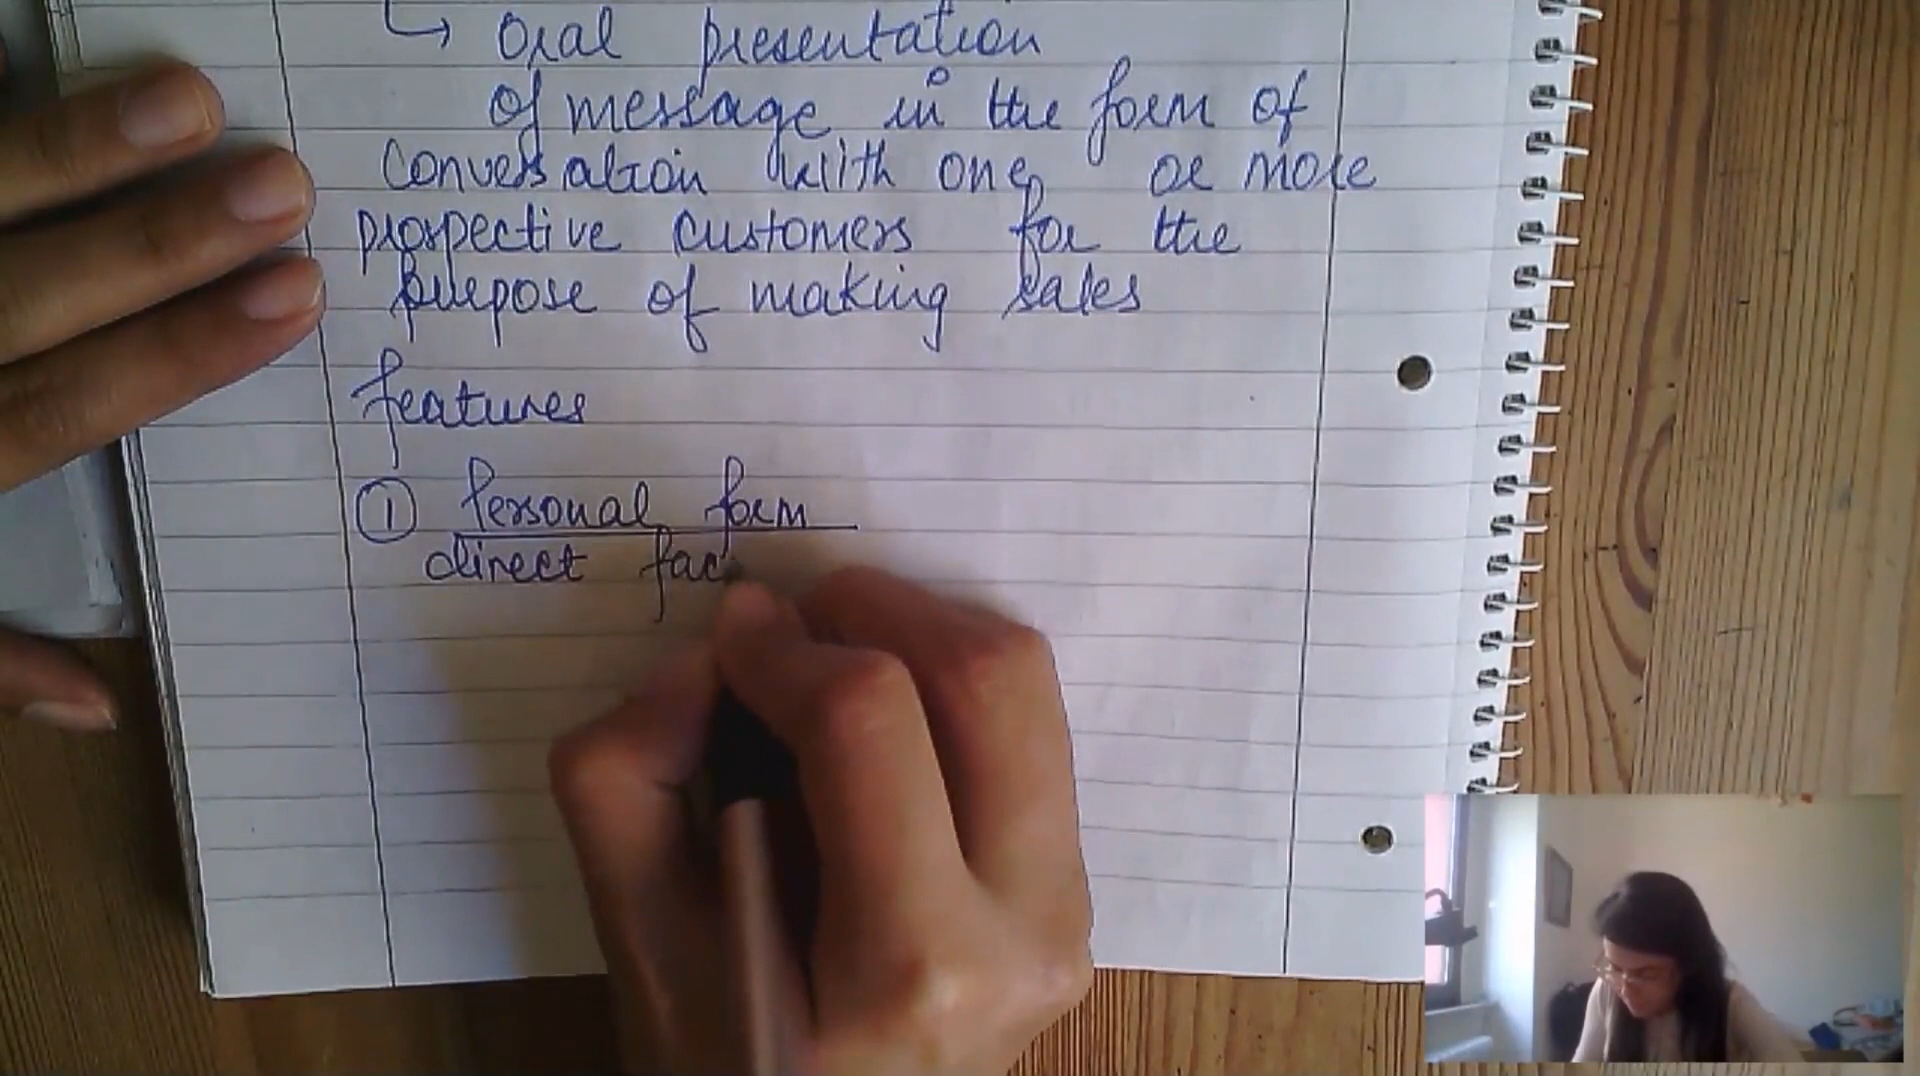 ↳ Oral presentation
of message in the form of
conversation with one or more
prospective customers for the
purpose of making sales
features
① Personal form
direct fac